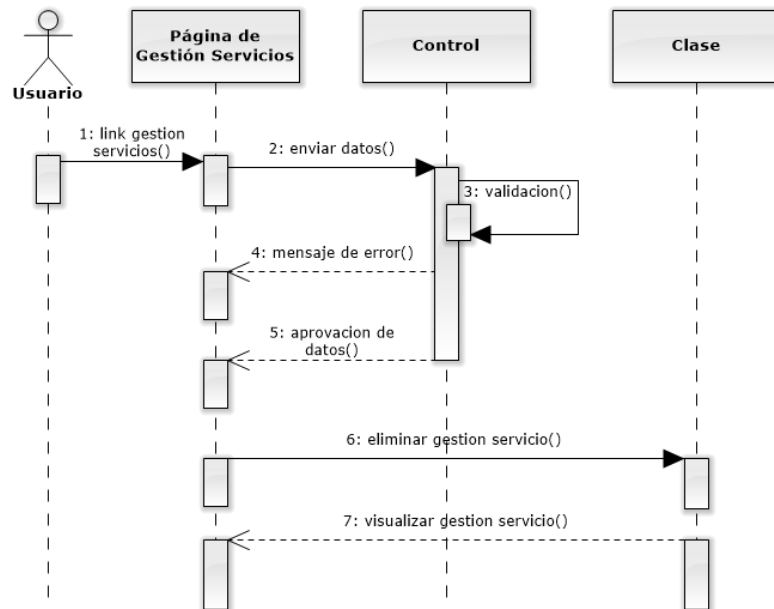 Usuario
Página de
Gestión Servicios
Control
Clase
1: link gestion
servicios()
2: enviar datos()
3: validacion()
4: mensaje de error()
5: aprovacion de
datos()
6: eliminar gestion servicio()
7: visualizar gestion servicio()